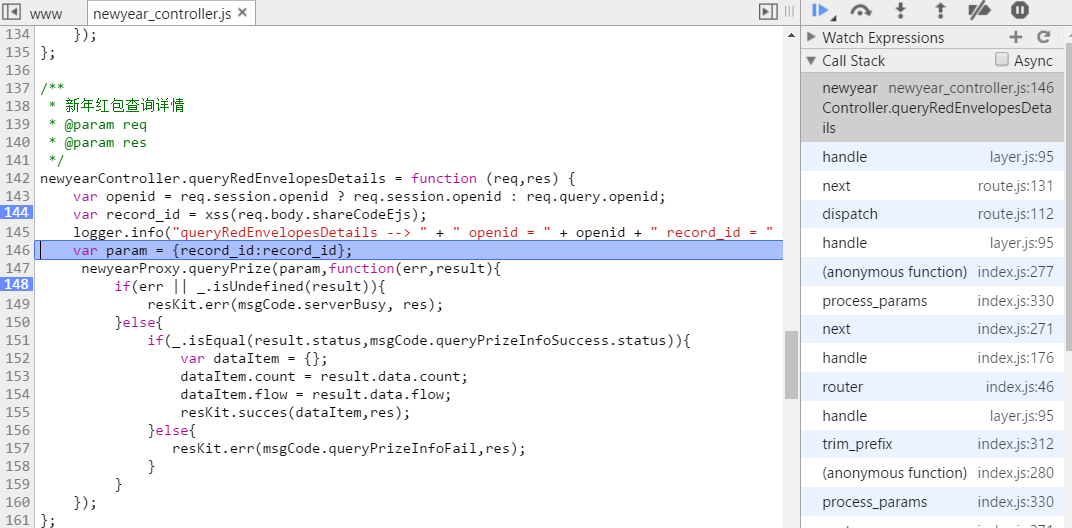 www newyear_controller.js ×
134 });
135 };
136
137 /**
138 * 新年红包查询详情
139 * @param req
140 * @param res
141 */
142 newyearController.queryRedEnvelopesDetails = function (req,res) {
143 var openid = req.session.openid ? req.session.openid : req.query.openid;
144 var record_id = xss(req.body.shareCodeEjs);
145 logger.info("queryRedEnvelopesDetails --> " + " openid = " + openid + " record_id = " 
146 var param = {record_id:record_id};
147 newyearProxy.queryPrize(param,function(err,result){
148 if(err || _.isUndefined(result)){
149 resKit.err(msgCode.serverBusy, res);
150 }else{
151 if(_.isEqual(result.status,msgCode.queryPrizeInfoSuccess.status)){
152 var dataItem = {};
153 dataItem.count = result.data.count;
154 dataItem.flow = result.data.flow;
155 resKit.succes(dataItem,res);
156 }else{
157 resKit.err(msgCode.queryPrizeInfoFail,res);
158 }
159 }
160 });
161 };
Watch Expressions
Call Stack Async
newyear newyear_controller.js:146
Controller.queryRedEnvelopesDeta
ils
handle layer.js:95
next route.js:131
dispatch route.js:112
handle layer.js:95
(anonymous function) index.js:277
process_params index.js:330
next index.js:271
handle index.js:176
router index.js:46
handle layer.js:95
trim_prefix index.js:312
(anonymous function) index.js:280
process_params index.js:330